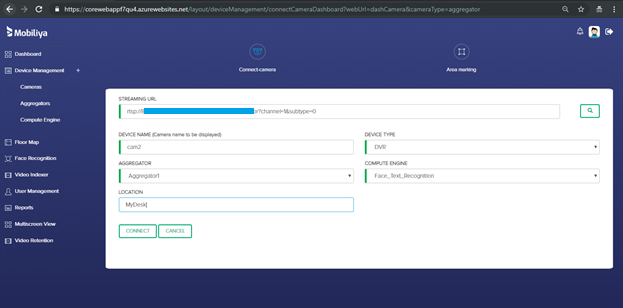 https://corewebappf7qu4.azurewebsites.net/layout/deviceManagement/connectCameraDashboard?webUrl=dashCamera&cameraType=aggregator
Mobiliya
Dashboard
Device Management +
Cameras
Aggregators
Compute Engine
Floor Map
Face Recognition
Video Indexer
User Management
Reports
Multiscreen View
Video Retention
Connect-camera
Area marking
STREAMING URL
rtsp://
?channel=1&subtype=0
DEVICE NAME (Camera name to be displayed)
cam2
DEVICE TYPE
DVR
AGGREGATOR
Aggregator1
COMPUTE ENGINE
Face_Text_Recognition
LOCATION
MyDesk
CONNECT
CANCEL